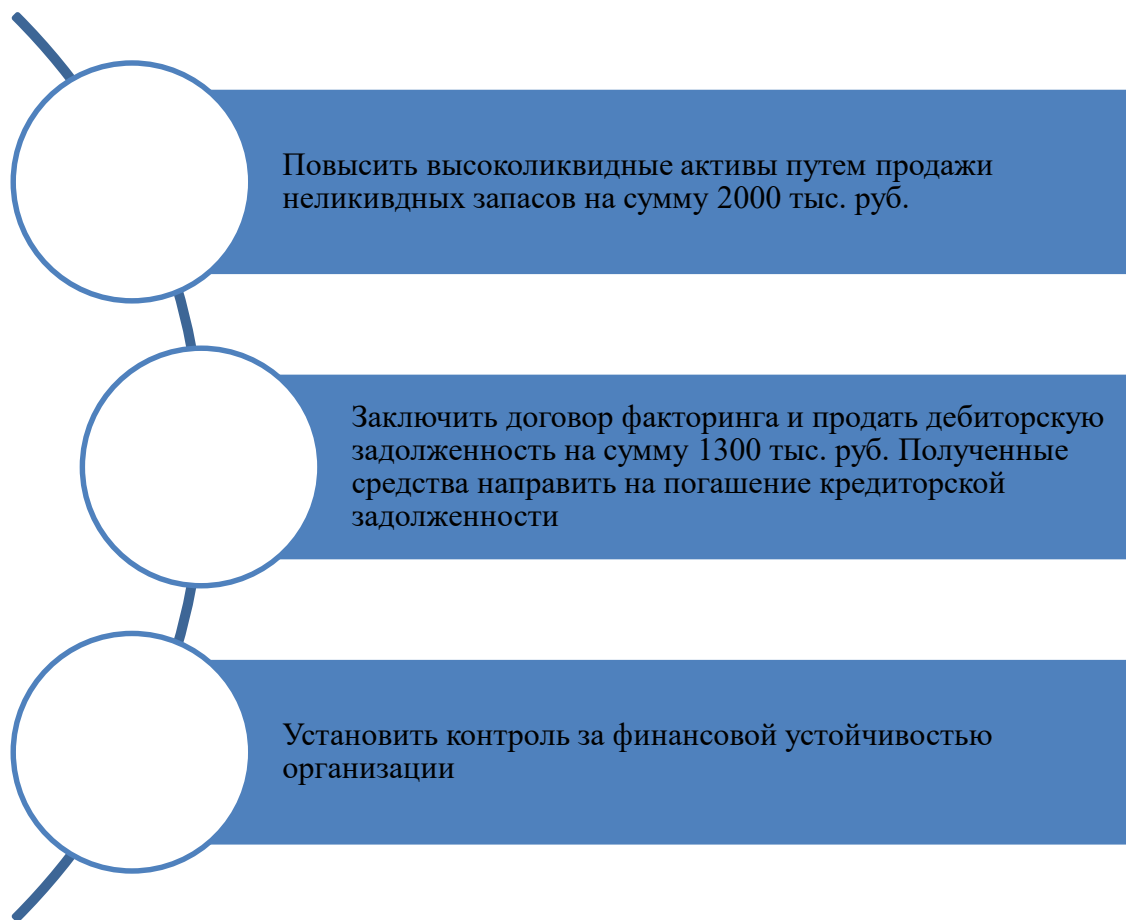 Повысить высоколиквидные активы путем продажи
неликивдных запасов на сумму 2000 тыс. руб.
Заключить договор факторинга и продать дебиторскую
задолженность на сумму 1300 тыс. руб. Полученные
средства направить на погашение кредиторской
задолженности
Установить контроль за финансовой устойчивостью
организации